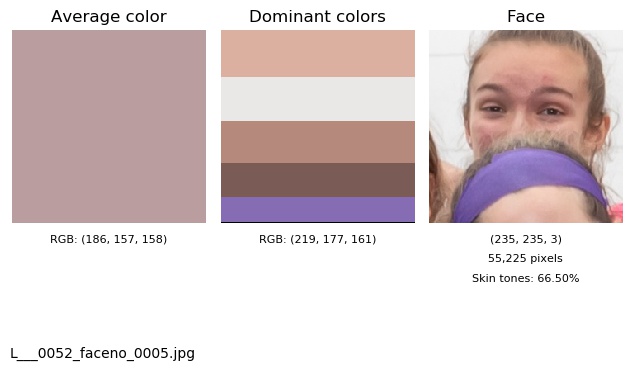 Average color
Dominant colors
Face
RGB: (186, 157, 158)
RGB: (219, 177, 161)
(235, 235, 3)
55,225 pixels
Skin tones: 66.50%
L___0052_faceno_0005.jpg